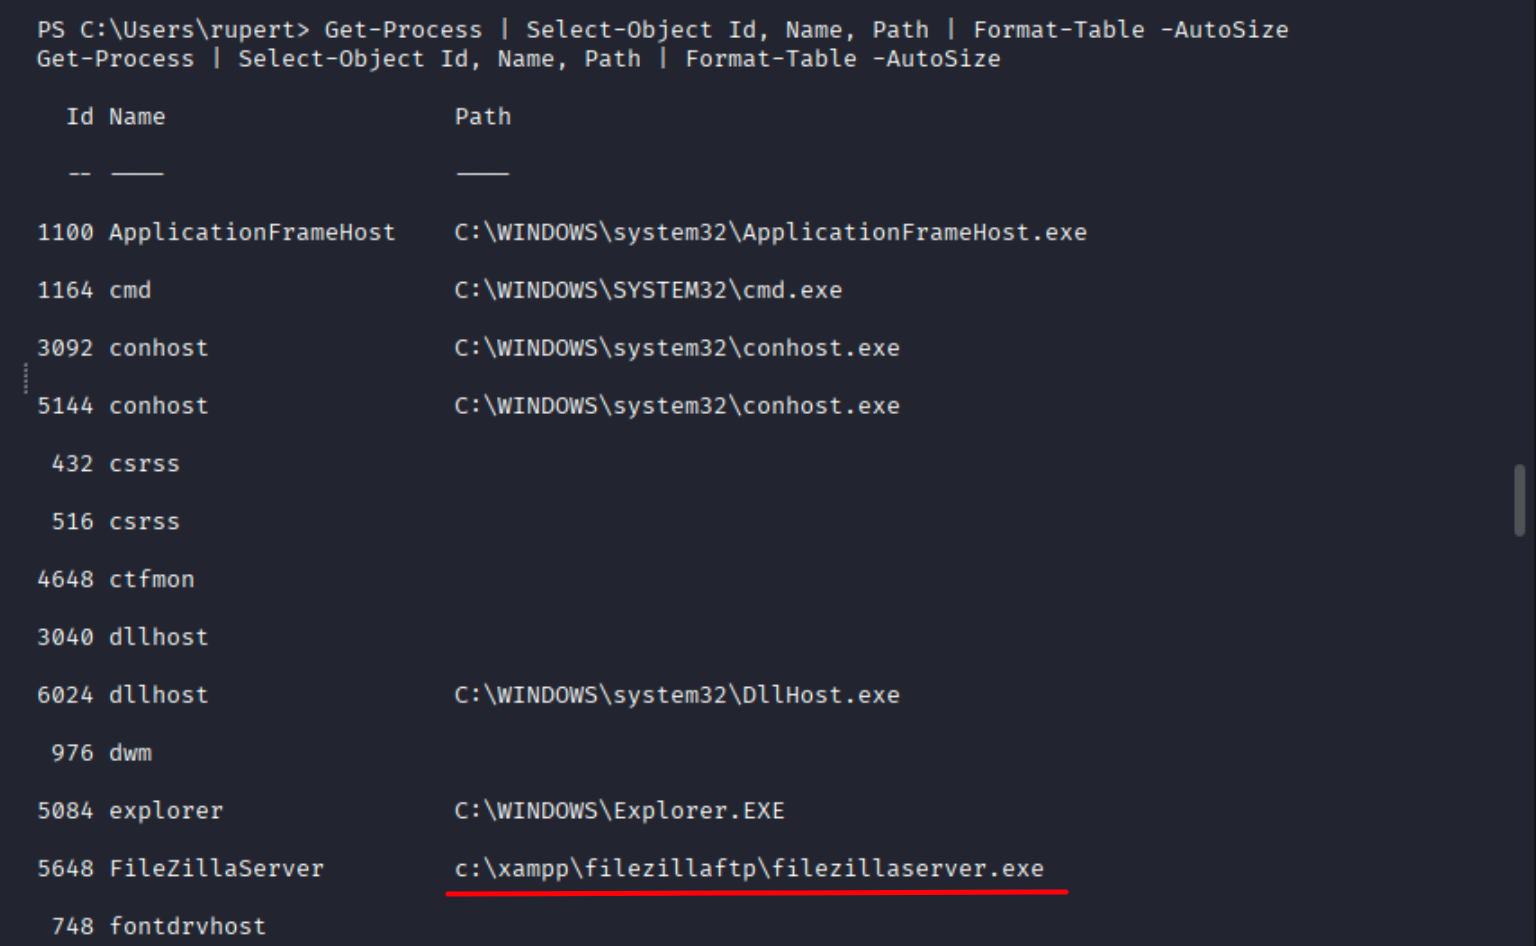 PS C:\Users\rupert> Get-Process | Select-Object Id, Name, Path | Format-Table -AutoSize
Get-Process | Select-Object Id, Name, Path | Format-Table -AutoSize
Id Name Path
-- ---- ----
1100 ApplicationFrameHost C:\WINDOWS\system32\ApplicationFrameHost.exe
1164 cmd C:\WINDOWS\SYSTEM32\cmd.exe
3092 conhost C:\WINDOWS\system32\conhost.exe
5144 conhost C:\WINDOWS\system32\conhost.exe
432 csrss
516 csrss
4648 ctfmon
3040 dllhost
6024 dllhost C:\WINDOWS\system32\DllHost.exe
976 dwm
5084 explorer C:\WINDOWS\Explorer.EXE
5648 FileZillaServer c:\xampp\filezillaftp\filezillaserver.exe
748 fontdrvhost